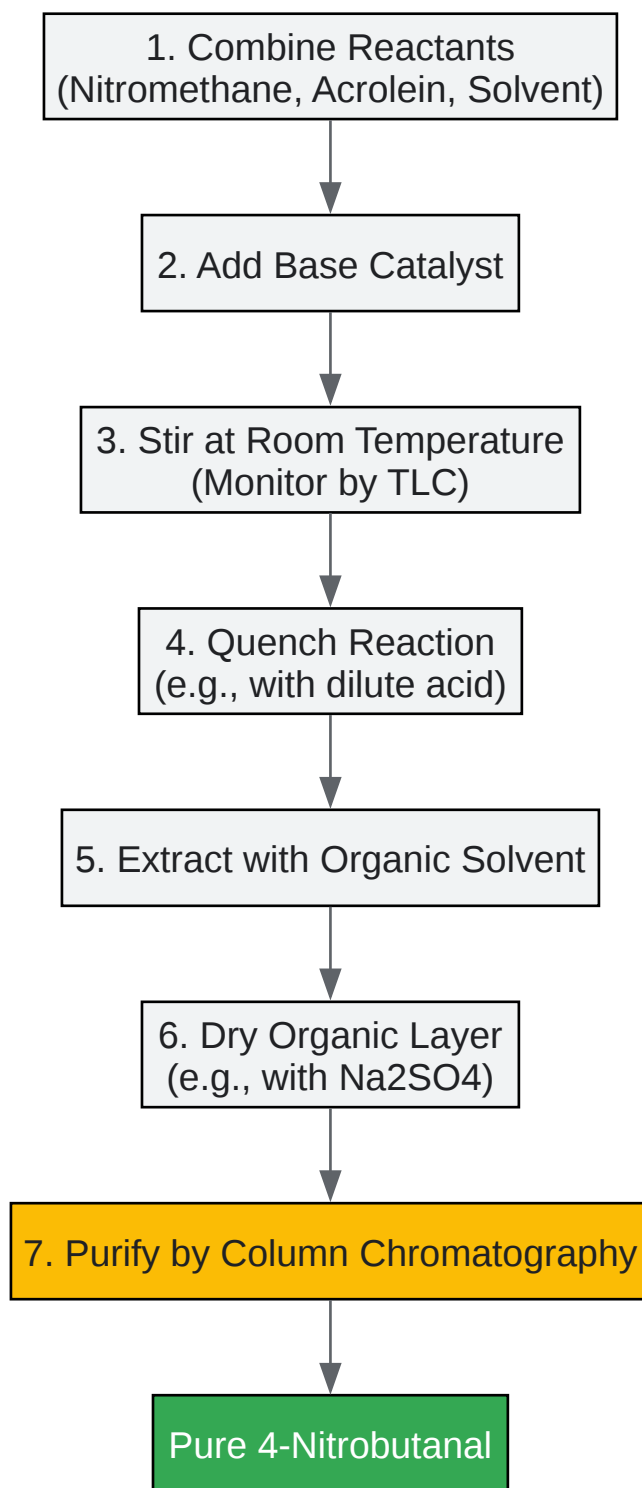 1. Combine Reactants
(Nitromethane, Acrolein, Solvent)
2. Add Base Catalyst
3. Stir at Room Temperature
(Monitor by TLC)
4. Quench Reaction
(e.g., with dilute acid)
5. Extract with Organic Solvent
6. Dry Organic Layer
(e.g., with Na2SO4)
7. Purify by Column Chromatography
Pure 4-Nitrobutanal